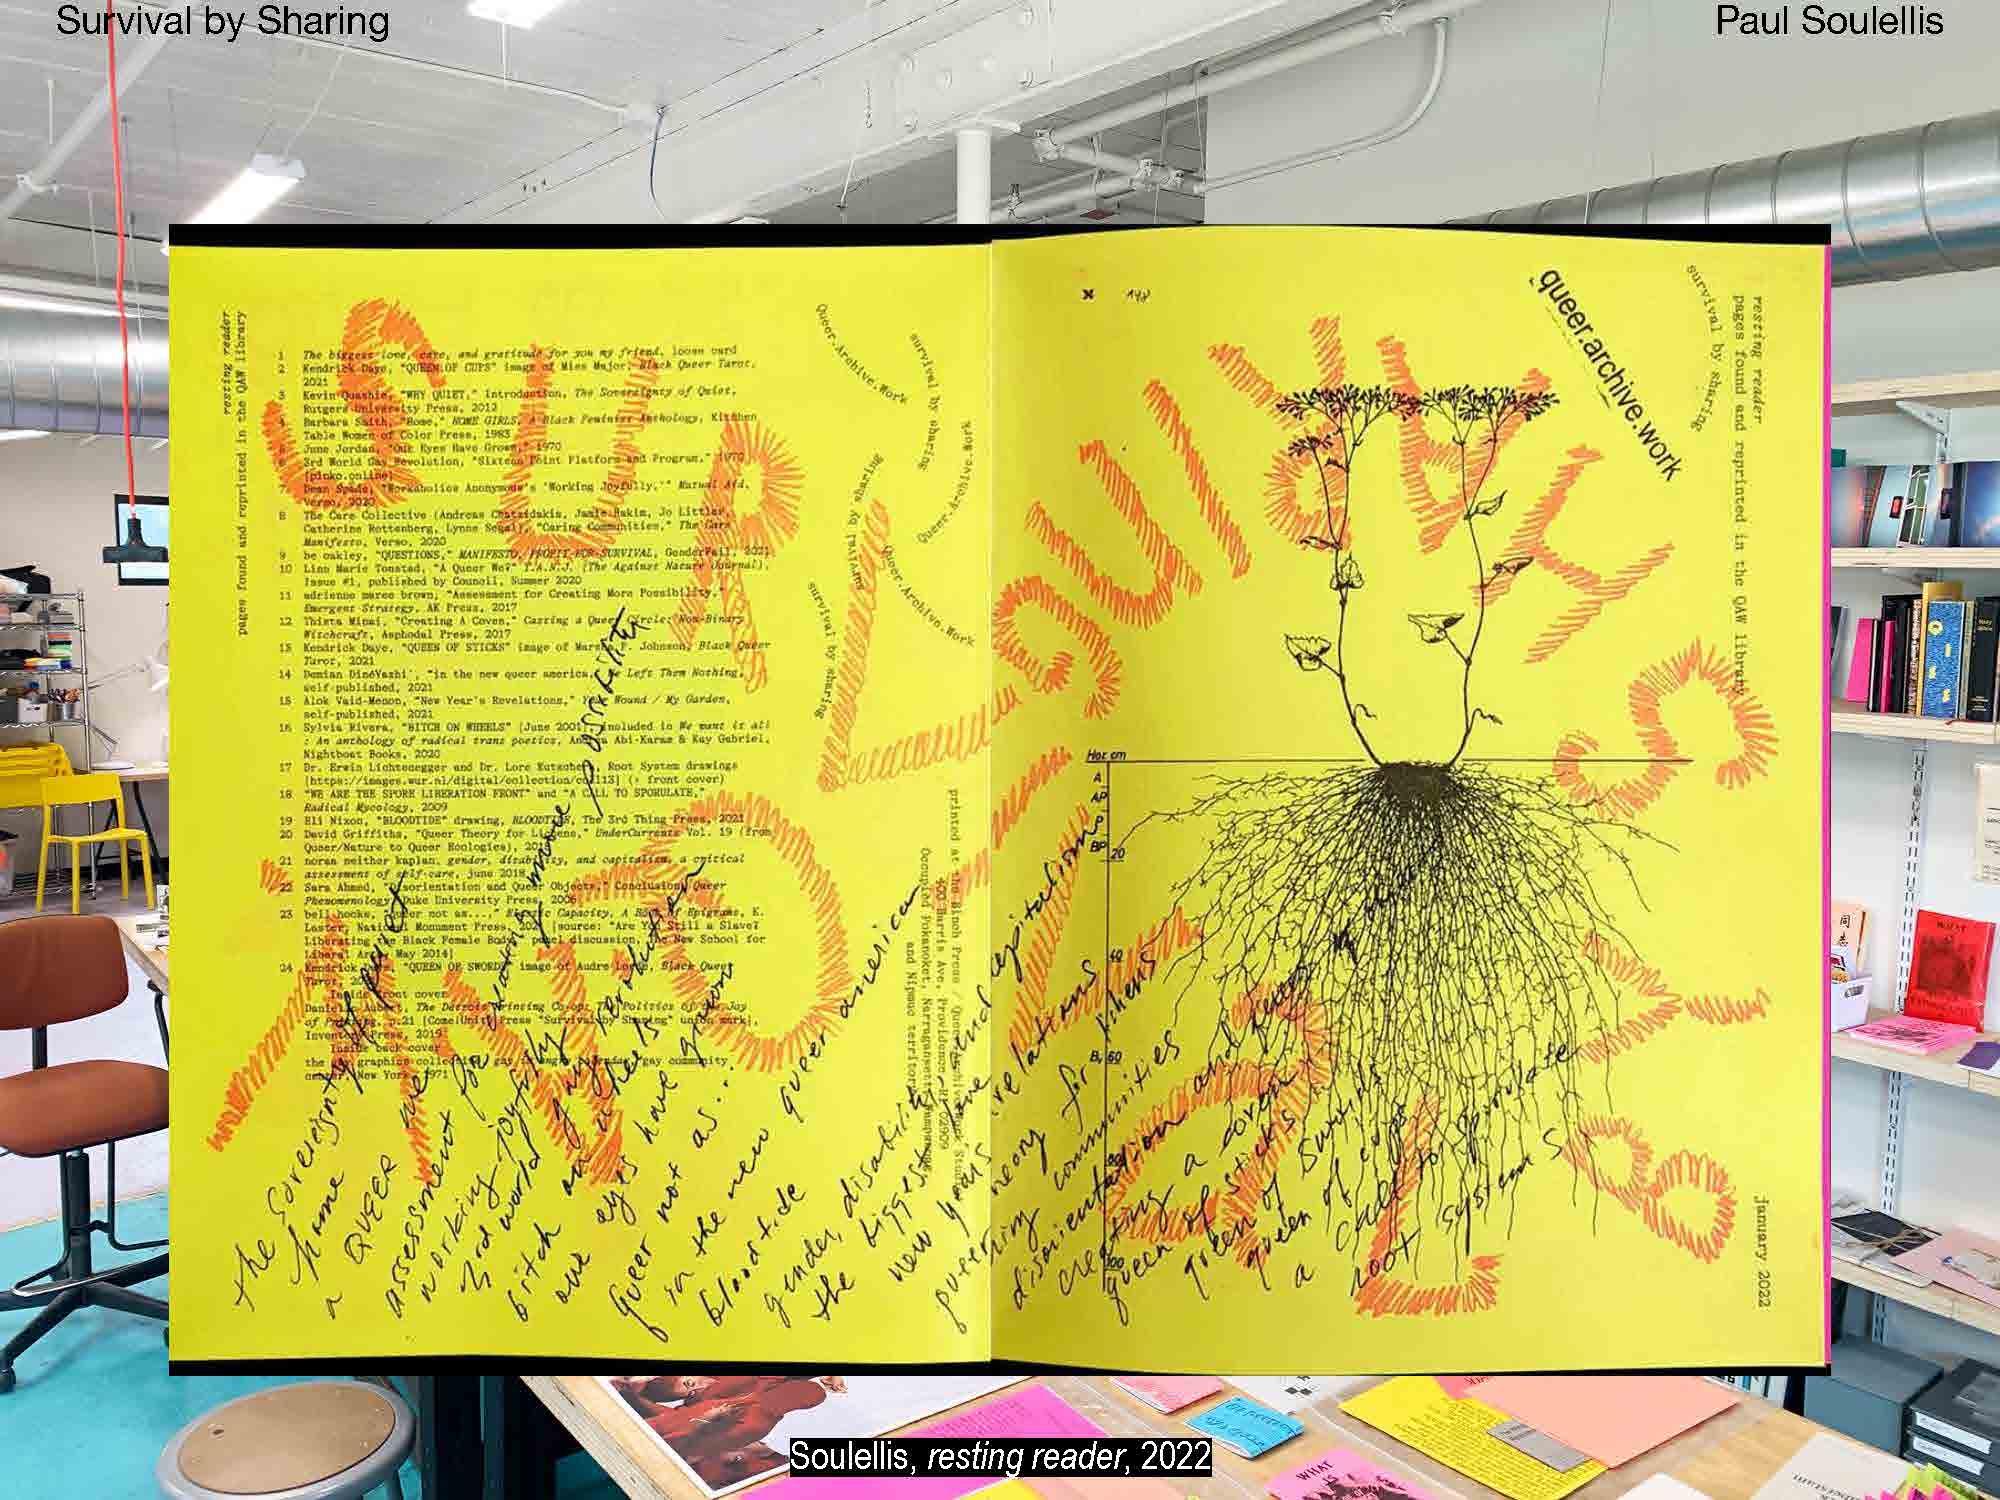 Survival by Sharing
Paul Soulellis
resting reader
pages found and reprinted in the QAW library
1 The biggest love, care, and gratitude for you my friend, loose card
2 Kendrick Daye, "QUEEN OF CUPS" image of Miss Major, Black Queer Tarot,
2021
3 Kevin Quashie, "WHY QUIET," introduction, The Sovereignty of Quiet,
Rutgers University Press, 2012
4 Barbara Smith, "Home," HOME GIRLS, A Black Feminist Anthology, Kitchen
Table Women of Color Press, 1983
5 June Jordan, "Our Eyes Have Grown," 1970
6 3rd World Gay Revolution, "Sixteen Point Platform and Program," 1970
[pinko.online]
7 Dean Spade, "Workaholics Anonymous's 'Working Joyfully,'" Mutual Aid,
Verso, 2020
8 The Care Collective (Andreas Chatzidakis, Jamie Hakim, Jo Littler,
Catherine Rottenberg, Lynne Segal), "Caring Communities," The Care
Manifesto, Verso, 2020
9 be oakley, "QUESTIONS," MANIFESTO, PROFIT-FOR-SURVIVAL, GenderFail, 2021
10 Linn Marie Tonstad, "A Queer We?" T.A.N.J. (The Against Nature Journal),
Issue #1, published by Council, Summer 2020
11 adrienne maree brown, "Assessment for Creating More Possibility,"
Emergent Strategy, AK Press, 2017
12 Thista Minai, "Creating A Coven," Casting a Queer Circle: Non-Binary
Witchcraft, Asphodel Press, 2017
13 Kendrick Daye, "QUEEN OF STICKS" image of Marsha P. Johnson, Black Queer
Tarot, 2021
14 Demian DinéYazhi', "in the new queer america, We Left Them Nothing,
self-published, 2021
15 Alok Vaid-Menon, "New Year's Revelations," Your Wound / My Garden,
self-published, 2021
16 Sylvia Rivera, "BITCH ON WHEELS" [June 2001], included in We want it all
: An anthology of radical trans poetics, Andrea Abi-Karam & Kay Gabriel,
Nightboat Books, 2020
17 Dr. Erwin Lichtenegger and Dr. Lore Kutschera, Root System drawings
[https://images.wur.nl/digital/collection/coll13] (+ front cover)
18 "WE ARE THE SPORE LIBERATION FRONT" and "A CALL TO SPORULATE,"
Radical Mycology, 2009
19 Eli Nixon, "BLOODTIDE" drawing, BLOODTIDE, The 3rd Thing Press, 2021
20 David Griffiths, "Queer Theory for Lichens," UnderCurrents Vol. 19 (from
Queer/Nature to Queer Ecologies), 2015
21 noran neither kaplan, gender, disability, and capitalism, a critical
assessment of self-care, june 2018
22 Sara Ahmed, "Disorientation and Queer Objects," Conclusion, Queer
Phenomenology, Duke University Press, 2006
23 bell hooks, "queer not as...," Electric Capacity, A Book of Epigrams, K.
Laster, National Monument Press, 2021 [source: "Are You Still a Slave?
Liberating the Black Female Body," panel discussion, The New School for
Liberal Arts, May 2014]
24 Kendrick Daye, "QUEEN OF SWORDS" image of Audre Lorde, Black Queer
Tarot, 2021
Inside front cover
Danielle Aubert, The Detroit Printing Co-op: The Politics of the Joy
of Printing, p.21 [Come!Unity Press "Survival by Sharing" union mark],
Inventory Press, 2019
Inside back cover
the gay graphics collective, gay is angry calendar, gay community
center, New York, 1971
Queer.Archive.Work
survival by sharing
Queer.Archive.Work
survival by sharing
Queer.Archive.Work
survival by sharing
printed at the Binch Press / Queer.Archive.Work Studio
400 Harris Ave, Providence RI 02909
Occupied Pokanoket, Narragansett, Wampanoag,
and Nipmuc territory
the sovereignty of quiet
home
a QUEER we
assessment for creating more possibility
working joyfully
3rd world gay revolution
bitch on wheels
our eyes have grown
queer not as...
in the new queer american
bloodtide
gender, disability and capitalism
the biggest love and
new year's revelations
queer theory for lichens
caring communities
disorientation and queer objects
creating a coven
queen of sticks
queen of swords
queen of cups
a call to sporulate
root systems
N 148
queer.archive.work
survival by sharing
resting reader
pages found and reprinted in the QAW library
Hor. cm
A
AP
P
BP
20
40
B, 60
80
100
january 2022
WHAT
WHAT
Soulellis, resting reader, 2022